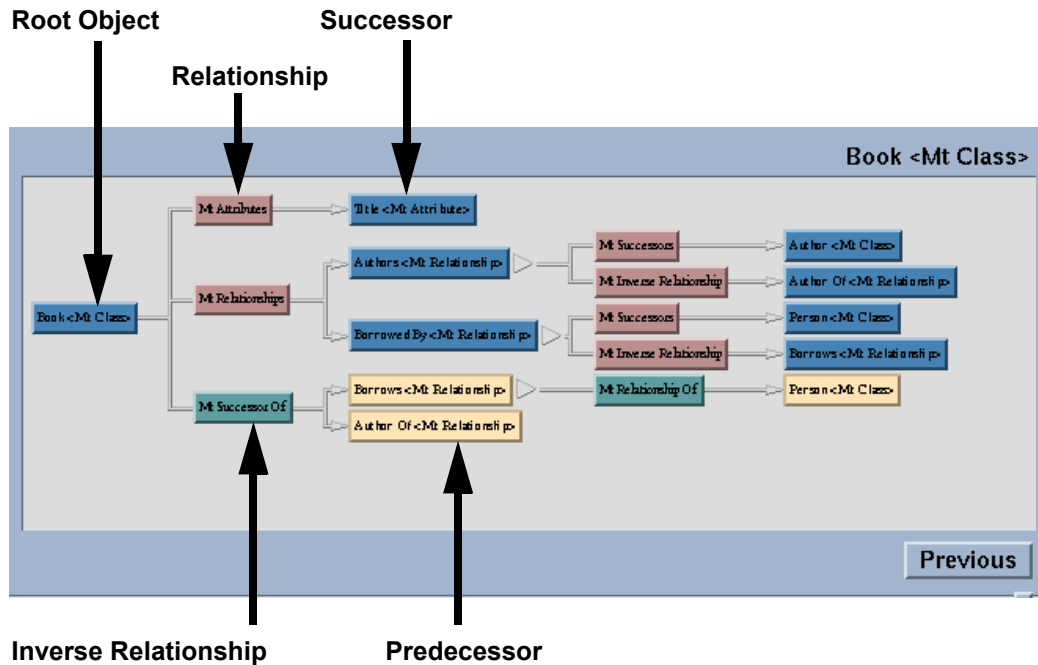 Root Object
Successor
Relationship
Book <Mt Class>
Mt Attributes
Title <Mt Attribute>
Mt Successors
Author <Mt Class>
Authors <Mt Relationship>
Mt Inverse Relationship
Author Of <Mt Relationship>
Mt Relationships
Book <Mt Class>
Mt Successors
Person <Mt Class>
Borrowed By <Mt Relationship>
Mt Inverse Relationship
Borrows <Mt Relationship>
Borrows <Mt Relationship>
Mt Relationship Of
Person <Mt Class>
Mt Successor Of
Author Of <Mt Relationship>
Previous
Inverse Relationship
Predecessor